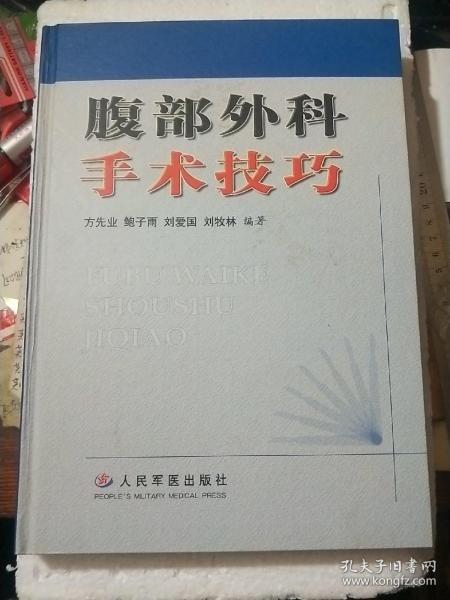 腹部外科
手术技巧
方先业 鲍子雨 刘爱国 刘牧林 编著
FUBU WAIKE
SHOUSHU
JIQIAO
人民军医出版社
PEOPLE'S MILITARY MEDICAL PRESS
孔夫子旧书网
www.kongfz.com